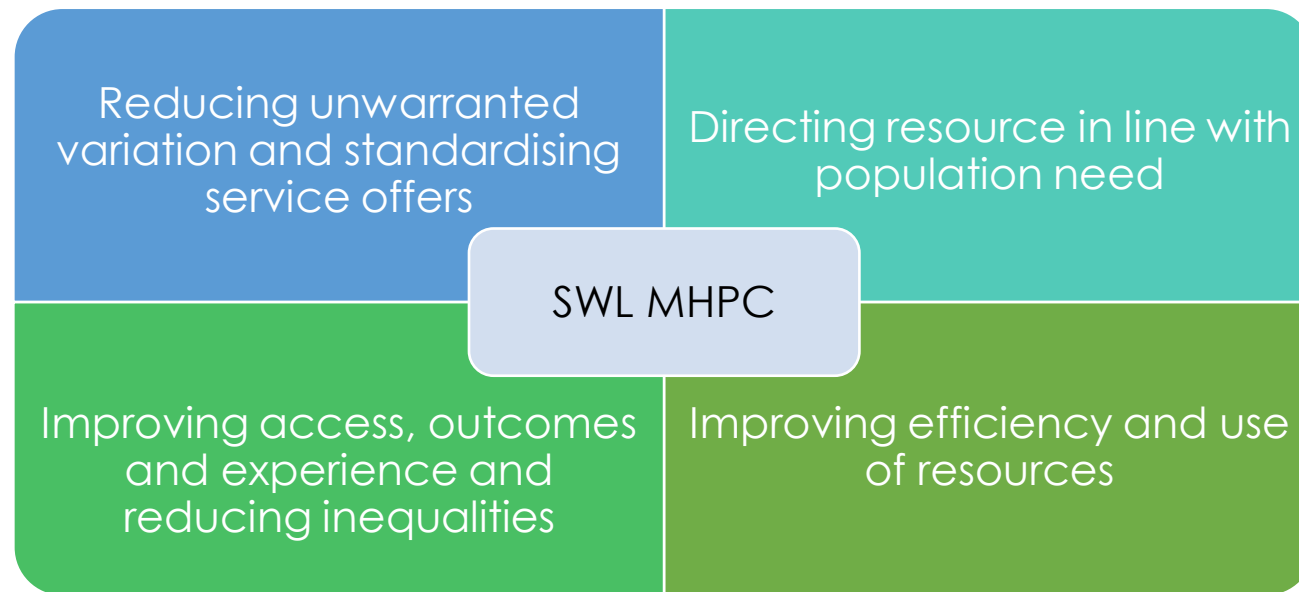 Reducing unwarranted
variation and standardising
service offers
Directing resource in line with
population need
SWL MHPC
Improving access, outcomes
and experience and
reducing inequalities
Improving efficiency and use
of resources